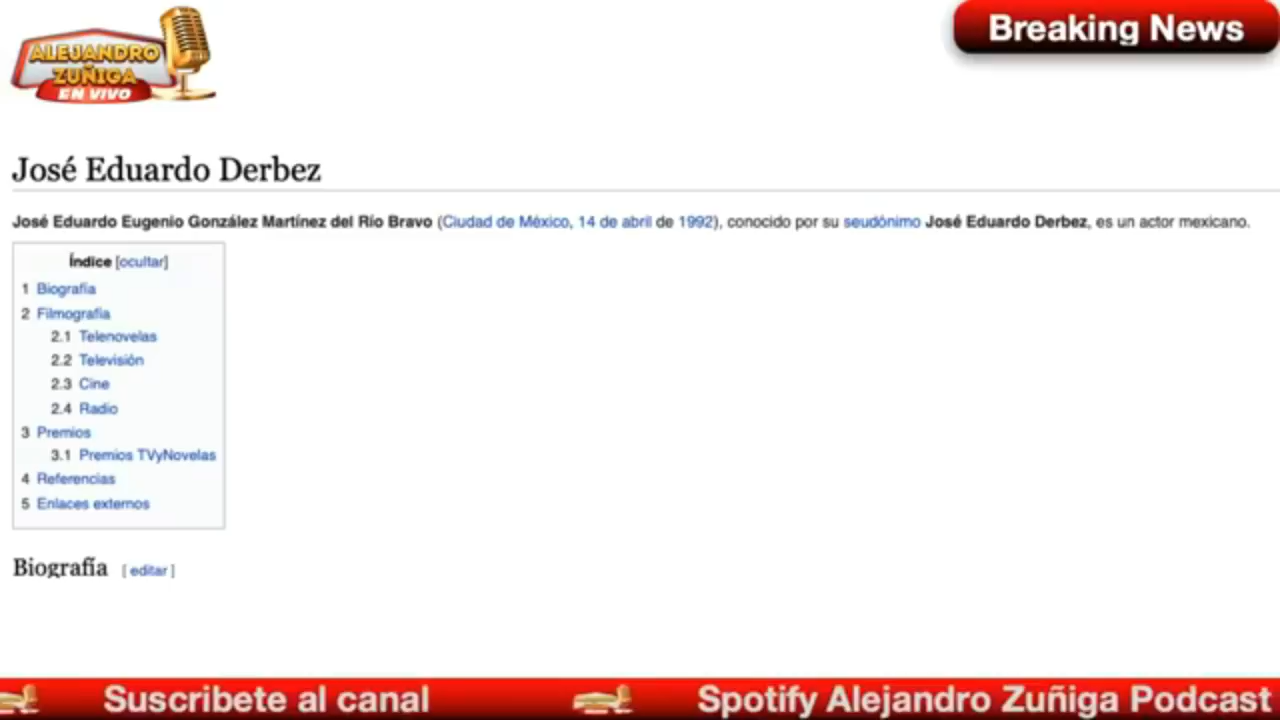 ALEJANDRO
ZUÑIGA
EN VIVO
Breaking News
José Eduardo Derbez
José Eduardo Eugenio González Martínez del Río Bravo (Ciudad de México, 14 de abril de 1992), conocido por su seudónimo José Eduardo Derbez, es un actor mexicano.
Índice [ocultar]
1 Biografía
2 Filmografía
2.1 Telenovelas
2.2 Televisión
2.3 Cine
2.4 Radio
3 Premios
3.1 Premios TVyNovelas
4 Referencias
5 Enlaces externos
Biografía [ editar ]
Suscribete al canal Spotify Alejandro Zuñiga Podcast